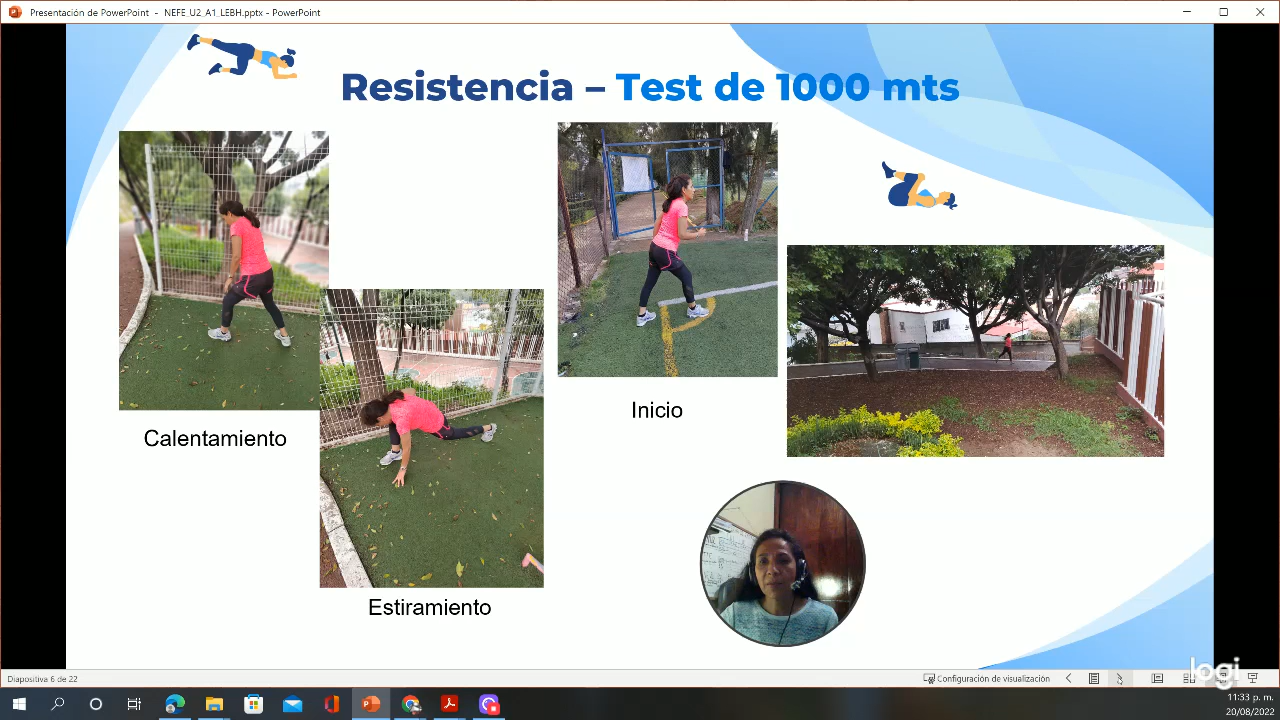 Presentación de PowerPoint - NEFE_U2_A1_LEBH.pptx - PowerPoint
Resistencia – Test de 1000 mts
Calentamiento
Estiramiento
Inicio
logi
Diapositiva 6 de 22
Configuración de visualización
11:33 p. m.
20/08/2022